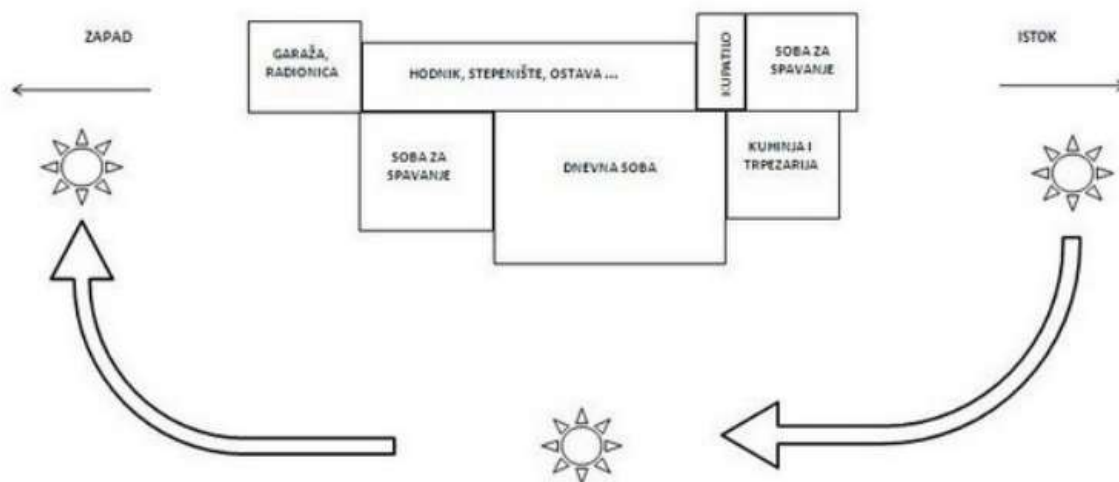 ZAPAD
GARAŽA,
RADIONICA
HODNIK, STEPENIŠTE, OSTAVA ...
KUPATILO
SOBA ZA
SPAVANJE
ISTOK
SOBA ZA
SPAVANJE
DNEVNA SOBA
KUHINJA I
TRPEZARIJA